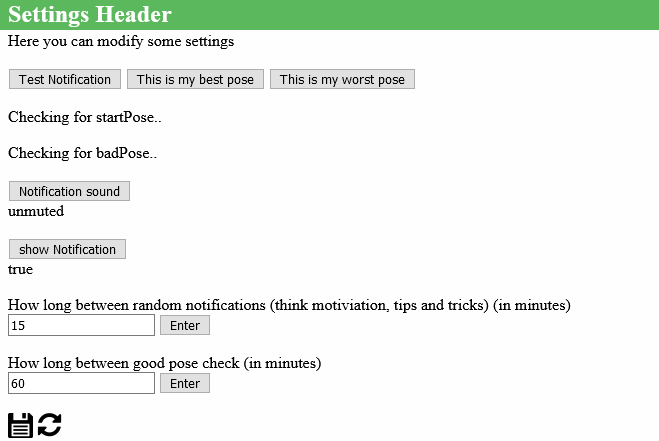 Settings Header
Here you can modify some settings
Test Notification This is my best pose This is my worst pose
Checking for startPose..
Checking for badPose..
Notification sound
unmuted
show Notification
true
How long between random notifications (think motiviation, tips and tricks) (in minutes)
15 Enter
How long between good pose check (in minutes)
60 Enter